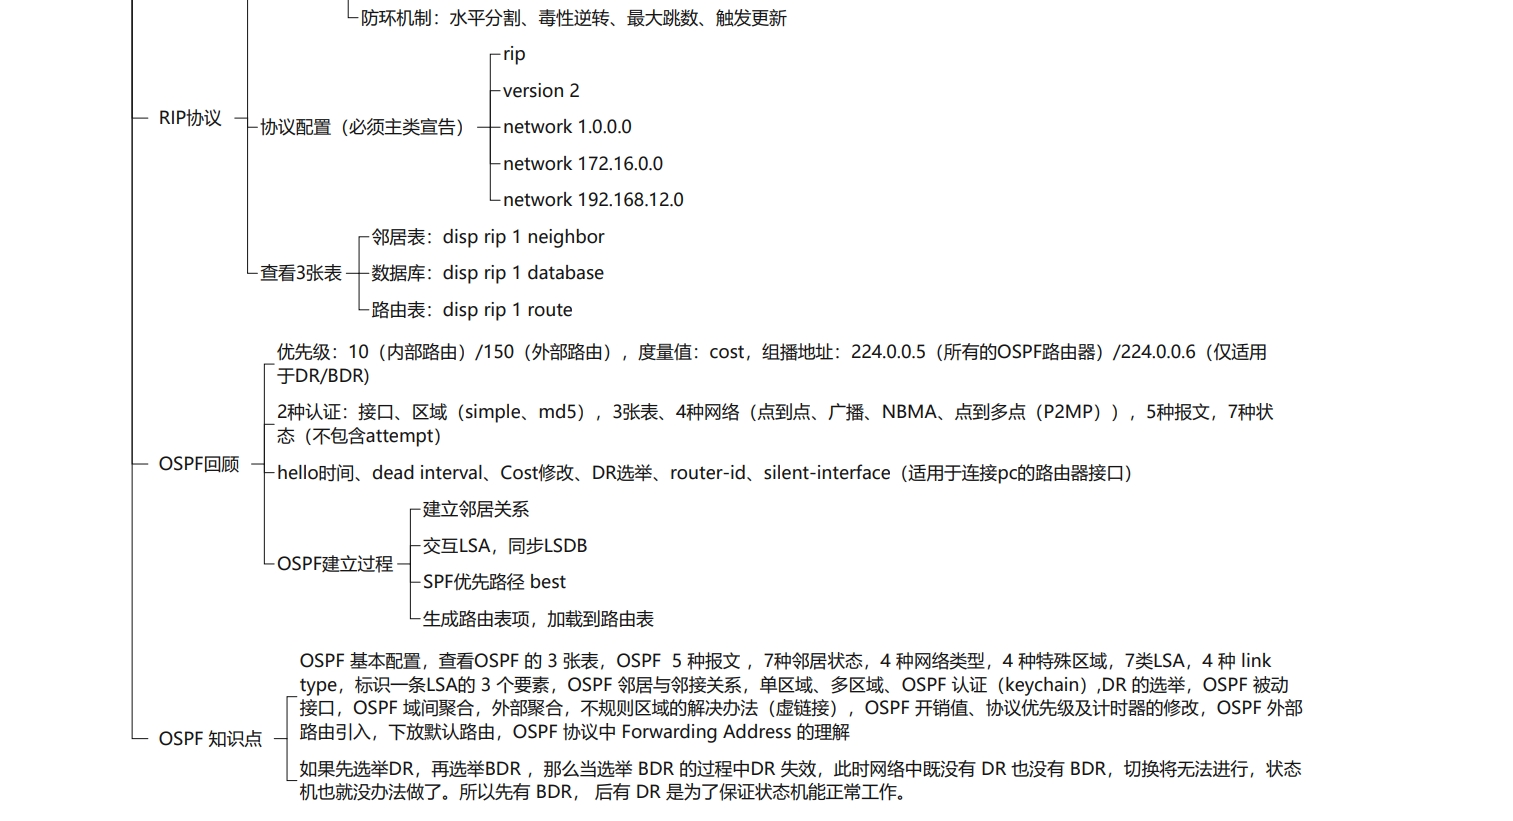 防环机制：水平分割、毒性逆转、最大跳数、触发更新
rip
version 2
RIP协议
协议配置（必须主类宣告）
network 1.0.0.0
network 172.16.0.0
network 192.168.12.0
邻居表：disp rip 1 neighbor
查看3张表
数据库：disp rip 1 database
路由表：disp rip 1 route
优先级：10（内部路由）/150（外部路由），度量值：cost，组播地址：224.0.0.5（所有的OSPF路由器）/224.0.0.6（仅适用
于DR/BDR)
2种认证：接口、区域（simple、md5），3张表、4种网络（点到点、广播、NBMA、点到多点（P2MP）），5种报文，7种状
态（不包含attempt）
OSPF回顾
hello时间、dead interval、Cost修改、DR选举、router-id、silent-interface（适用于连接pc的路由器接口）
建立邻居关系
交互LSA，同步LSDB
OSPF建立过程
SPF优先路径 best
生成路由表项，加载到路由表
OSPF 基本配置，查看OSPF 的 3 张表，OSPF  5 种报文 ，7种邻居状态，4 种网络类型，4 种特殊区域，7类LSA，4 种 link
type，标识一条LSA的 3 个要素，OSPF 邻居与邻接关系，单区域、多区域、OSPF 认证（keychain）,DR 的选举，OSPF 被动
接口，OSPF 域间聚合，外部聚合，不规则区域的解决办法（虚链接），OSPF 开销值、协议优先级及计时器的修改，OSPF 外部
路由引入，下放默认路由，OSPF 协议中 Forwarding Address 的理解
OSPF 知识点
如果先选举DR，再选举BDR ，那么当选举 BDR 的过程中DR 失效，此时网络中既没有 DR 也没有 BDR，切换将无法进行，状态
机也就没办法做了。所以先有 BDR， 后有 DR 是为了保证状态机能正常工作。